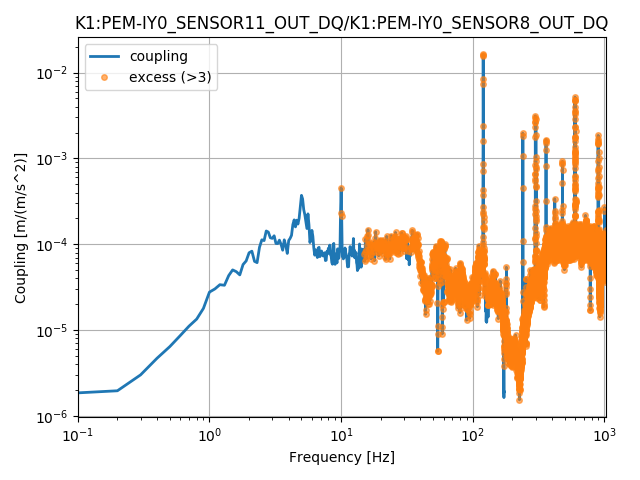 K1:PEM-IY0_SENSOR11_OUT_DQ/K1:PEM-IY0_SENSOR8_OUT_DQ
coupling
excess (>3)
Coupling [m/(m/s^2)]
10⁻²
10⁻³
10⁻⁴
10⁻⁵
10⁻⁶
10⁻¹ 10⁰ 10¹ 10² 10³
Frequency [Hz]